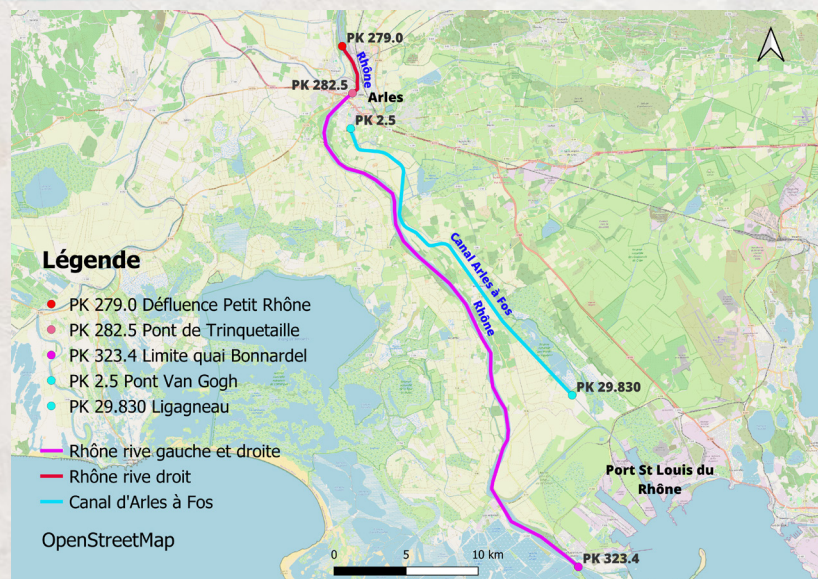 PK 279.0
Rhône
PK 282.5
Arles
PK 2.5
Canal Arles à Fos
Rhône
PK 29.830
Port St Louis du
Rhône
PK 323.4
Légende
PK 279.0 Défluence Petit Rhône
PK 282.5 Pont de Trinquetaille
PK 323.4 Limite quai Bonnardel
PK 2.5 Pont Van Gogh
PK 29.830 Ligagneau
Rhône rive gauche et droite
Rhône rive droit
Canal d'Arles à Fos
OpenStreetMap
0 5 10 km